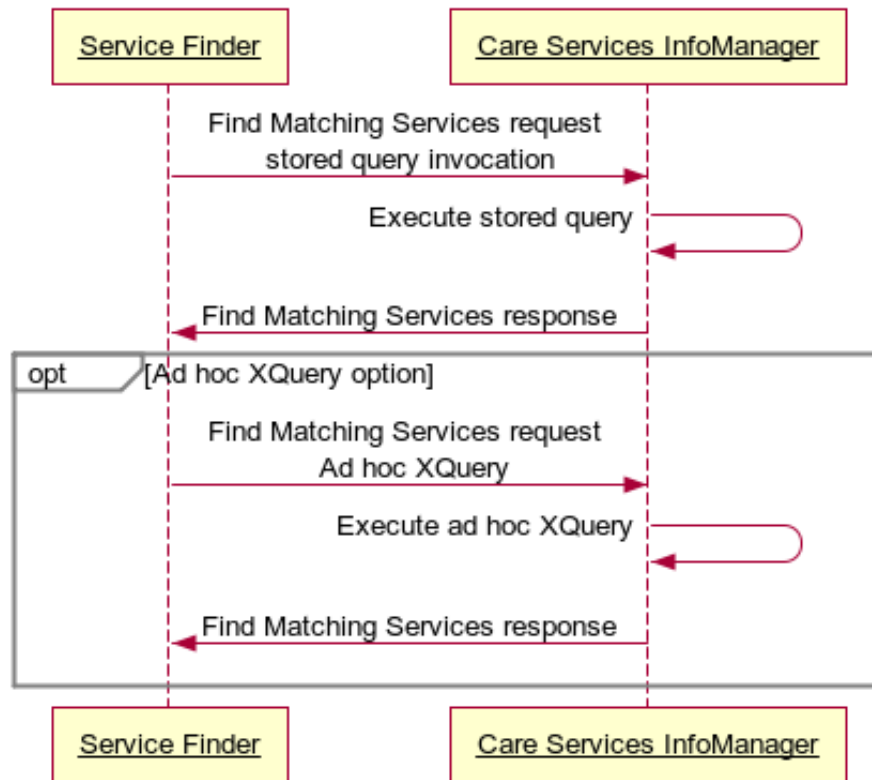 Service Finder
Care Services InfoManager
Find Matching Services request
stored query invocation
Execute stored query
Find Matching Services response
opt
[Ad hoc XQuery option]
Find Matching Services request
Ad hoc XQuery
Execute ad hoc XQuery
Find Matching Services response
Service Finder
Care Services InfoManager